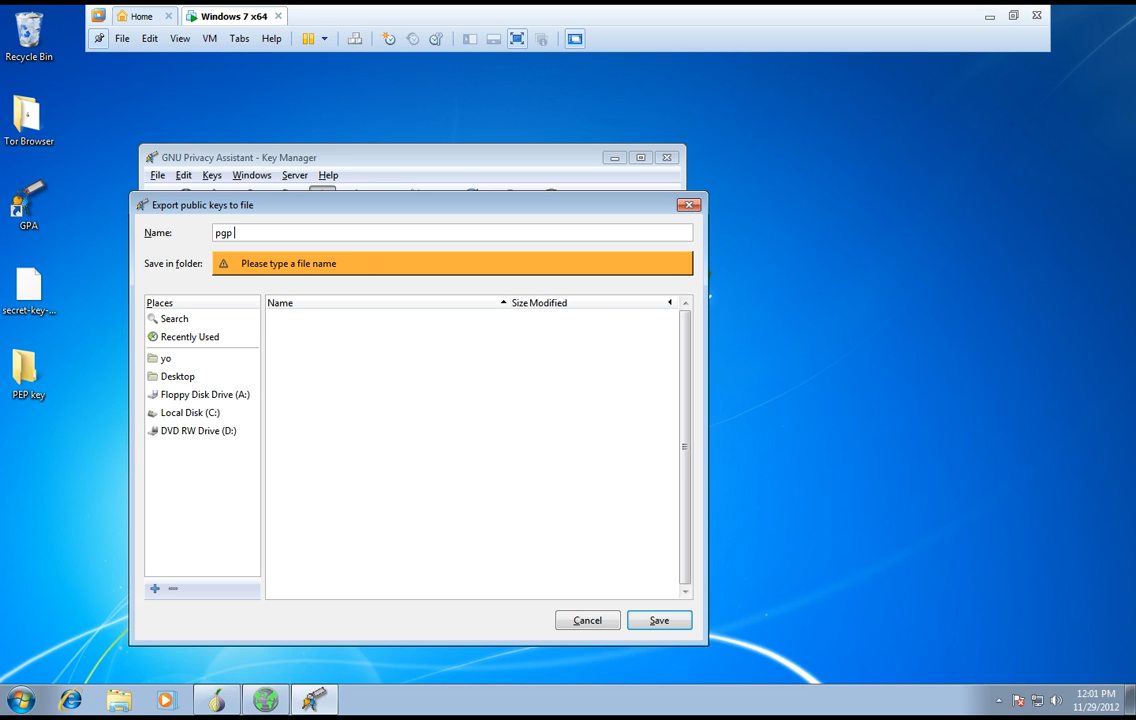 Home
Windows 7 x64
File Edit View VM Tabs Help
Recycle Bin
Tor Browser
GPA
secret-key-...
PEP key
GNU Privacy Assistant - Key Manager
File Edit Keys Windows Server Help
Export public keys to file
Name: pgp
Save in folder: Please type a file name
Places
Search
Recently Used
yo
Desktop
Floppy Disk Drive (A:)
Local Disk (C:)
DVD RW Drive (D:)
Name Size Modified
Cancel Save
12:01 PM
11/29/2012